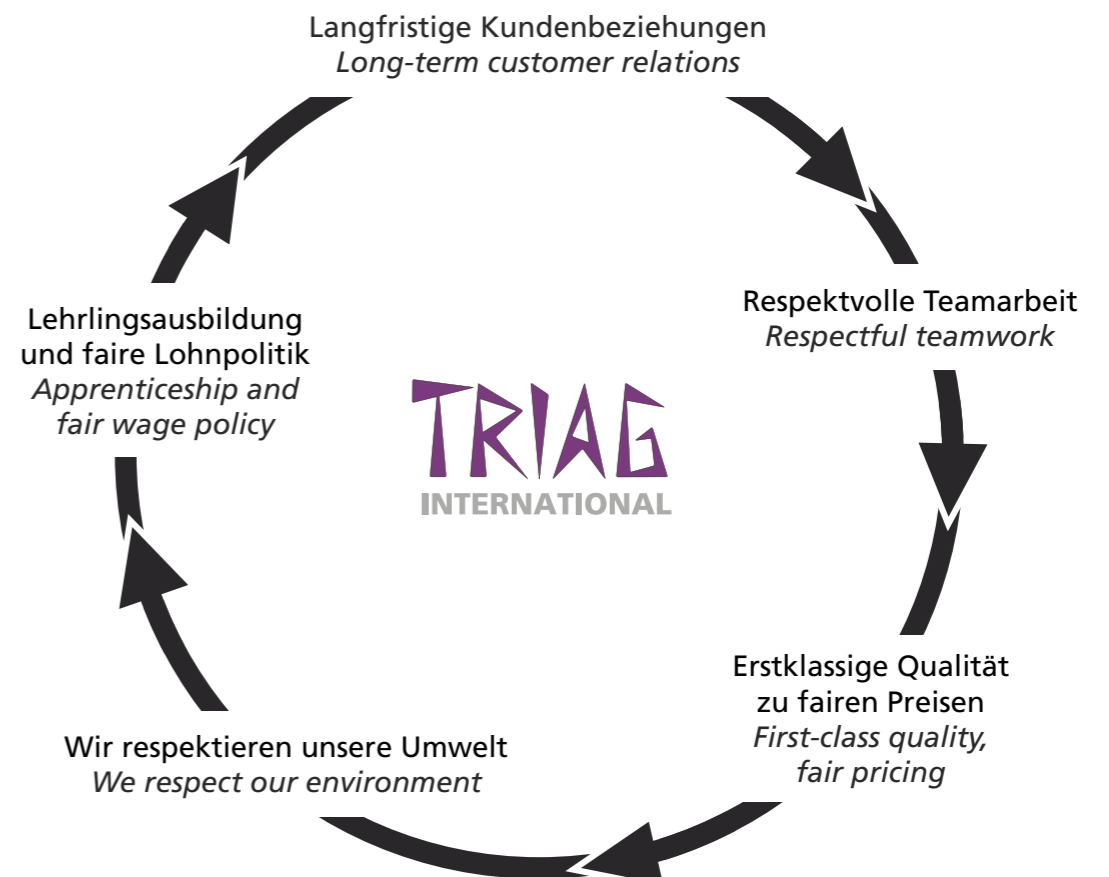 Langfristige Kundenbeziehungen
Long-term customer relations
Respektvolle Teamarbeit
Respectful teamwork
Erstklassige Qualität
zu fairen Preisen
First-class quality,
fair pricing
Wir respektieren unsere Umwelt
We respect our environment
Lehrlingsausbildung
und faire Lohnpolitik
Apprenticeship and
fair wage policy
TRIAG
INTERNATIONAL